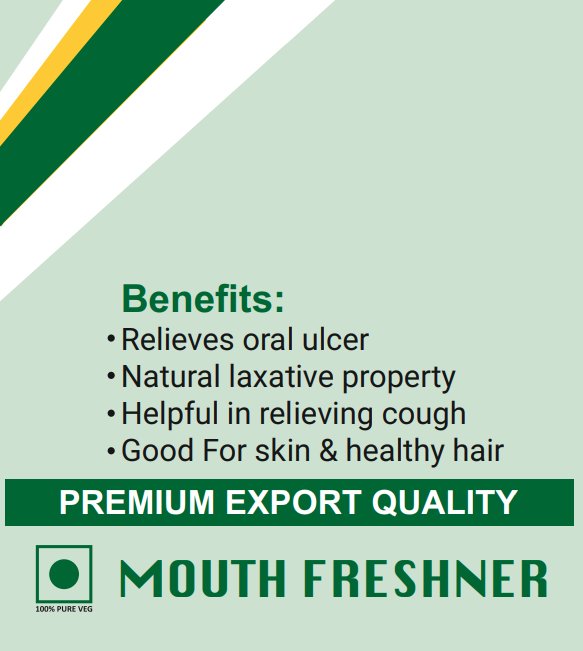 Benefits:
• Relieves oral ulcer
• Natural laxative property
• Helpful in relieving cough
• Good For skin & healthy hair
PREMIUM EXPORT QUALITY
MOUTH FRESHNER
100% PURE VEG